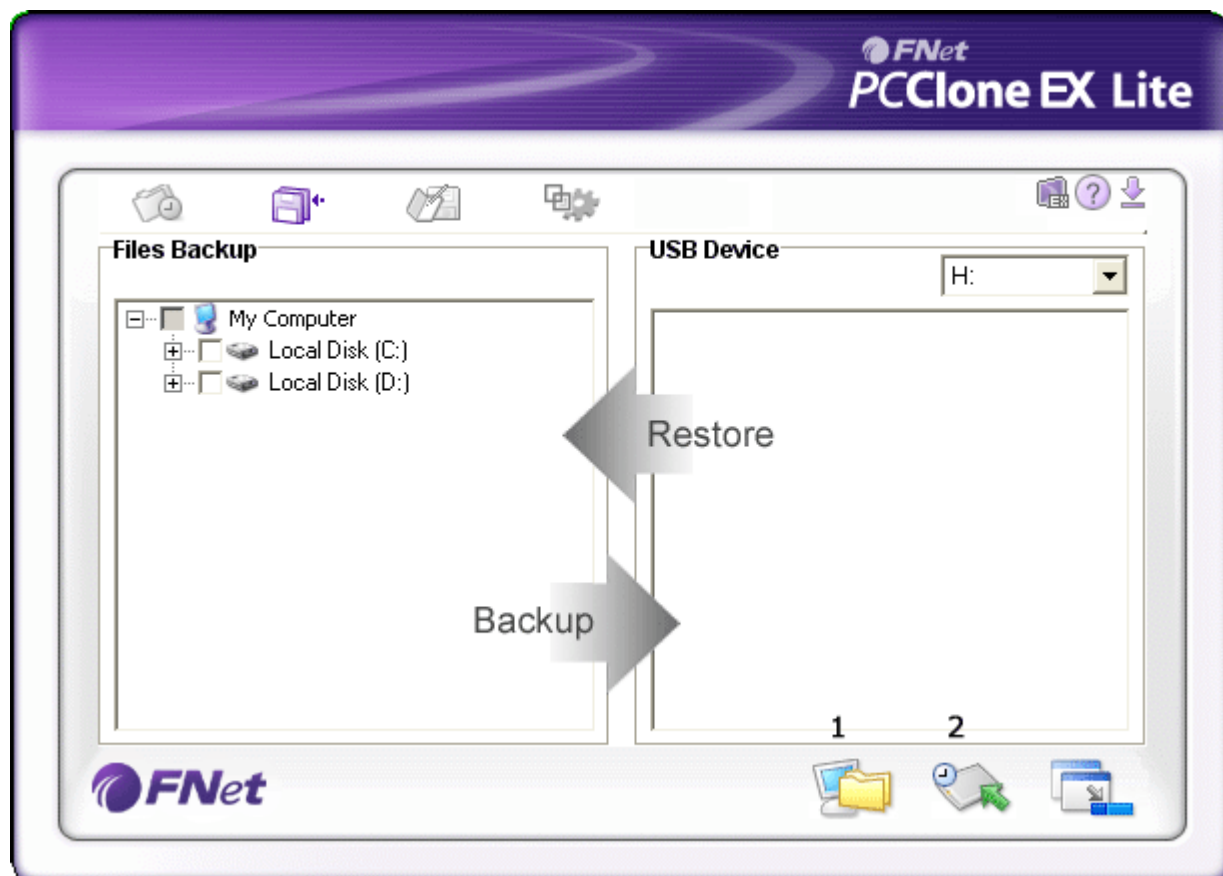 FNet
PCClone EX Lite
Files Backup
USB Device
H:
My Computer
Local Disk (C:)
Local Disk (D:)
Restore
Backup
1 2
FNet